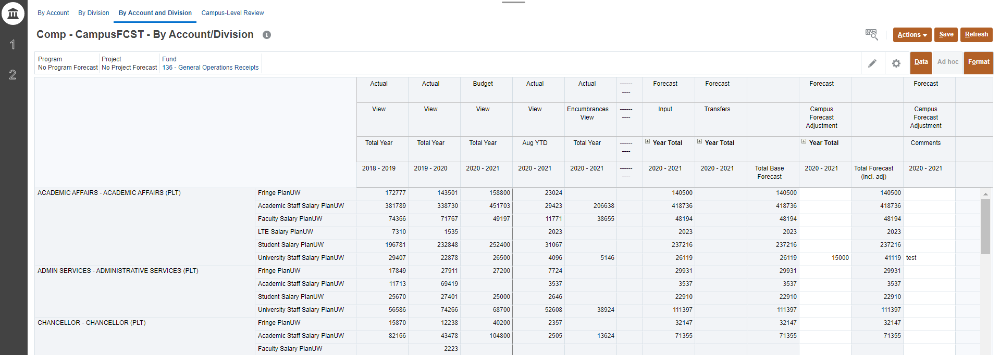 By Account By Division By Account and Division Campus-Level Review
Comp - CampusFCST - By Account/Division
Actions Save Refresh
1
2
Program Project Fund
No Program Forecast No Project Forecast 136 - General Operations Receipts
Data Ad hoc Format
Actual Actual Budget Actual Actual ------ Forecast Forecast Forecast Forecast
----
View View View View Encumbrances ------ Input Transfers Campus Campus
View ---- Forecast Forecast
Adjustment Adjustment
Total Year Total Year Total Year Aug YTD Total Year ------ Year Total Year Total Year Total Comments
----
2018 - 2019 2019 - 2020 2020 - 2021 2020 - 2021 2020 - 2021 ------ 2020 - 2021 2020 - 2021 Total Base 2020 - 2021 Total Forecast 2020 - 2021
---- Forecast (incl. adj)
ACADEMIC AFFAIRS - ACADEMIC AFFAIRS (PLT) Fringe PlanUW 172777 143501 158800 23024 140500 140500 140500
Academic Staff Salary PlanUW 381789 338730 451703 29423 206638 418736 418736 418736
Faculty Salary PlanUW 74366 71767 49197 11771 38655 48194 48194 48194
LTE Salary PlanUW 7310 1535 2023 2023 2023 2023
Student Salary PlanUW 196781 232848 252400 31067 237216 237216 237216
University Staff Salary PlanUW 29407 22878 26500 4096 5146 26119 26119 15000 41119 test
ADMIN SERVICES - ADMINISTRATIVE SERVICES (PLT) Fringe PlanUW 17849 27911 27200 7724 29931 29931 29931
Academic Staff Salary PlanUW 11713 69419 3537 3537 3537 3537
Student Salary PlanUW 25670 27401 25000 2646 22910 22910 22910
University Staff Salary PlanUW 56586 74266 68700 52608 38924 111397 111397 111397
CHANCELLOR - CHANCELLOR (PLT) Fringe PlanUW 15870 12238 40200 2357 32147 32147 32147
Academic Staff Salary PlanUW 82166 43478 104800 2505 13624 71355 71355 71355
Faculty Salary PlanUW 2223